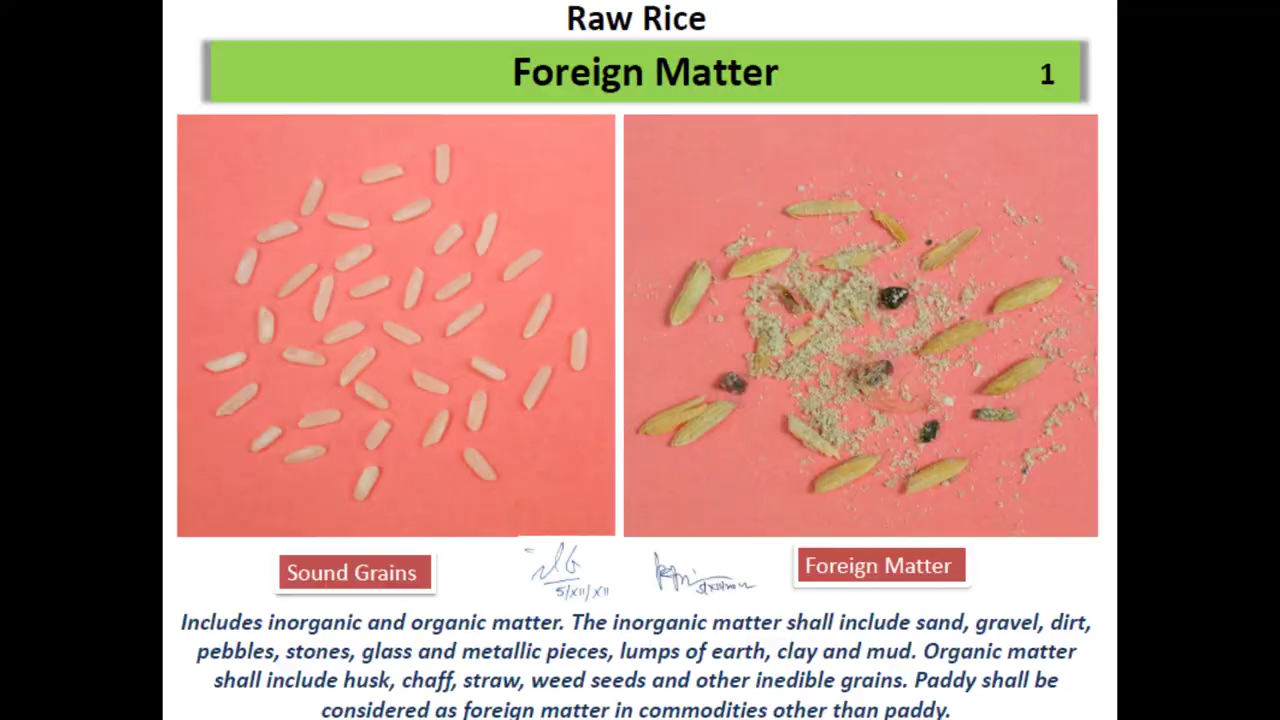 Raw Rice
Foreign Matter 1
Sound Grains
5/XII/XII
Foreign Matter
Includes inorganic and organic matter. The inorganic matter shall include sand, gravel, dirt,
pebbles, stones, glass and metallic pieces, lumps of earth, clay and mud. Organic matter
shall include husk, chaff, straw, weed seeds and other inedible grains. Paddy shall be
considered as foreign matter in commodities other than paddy.